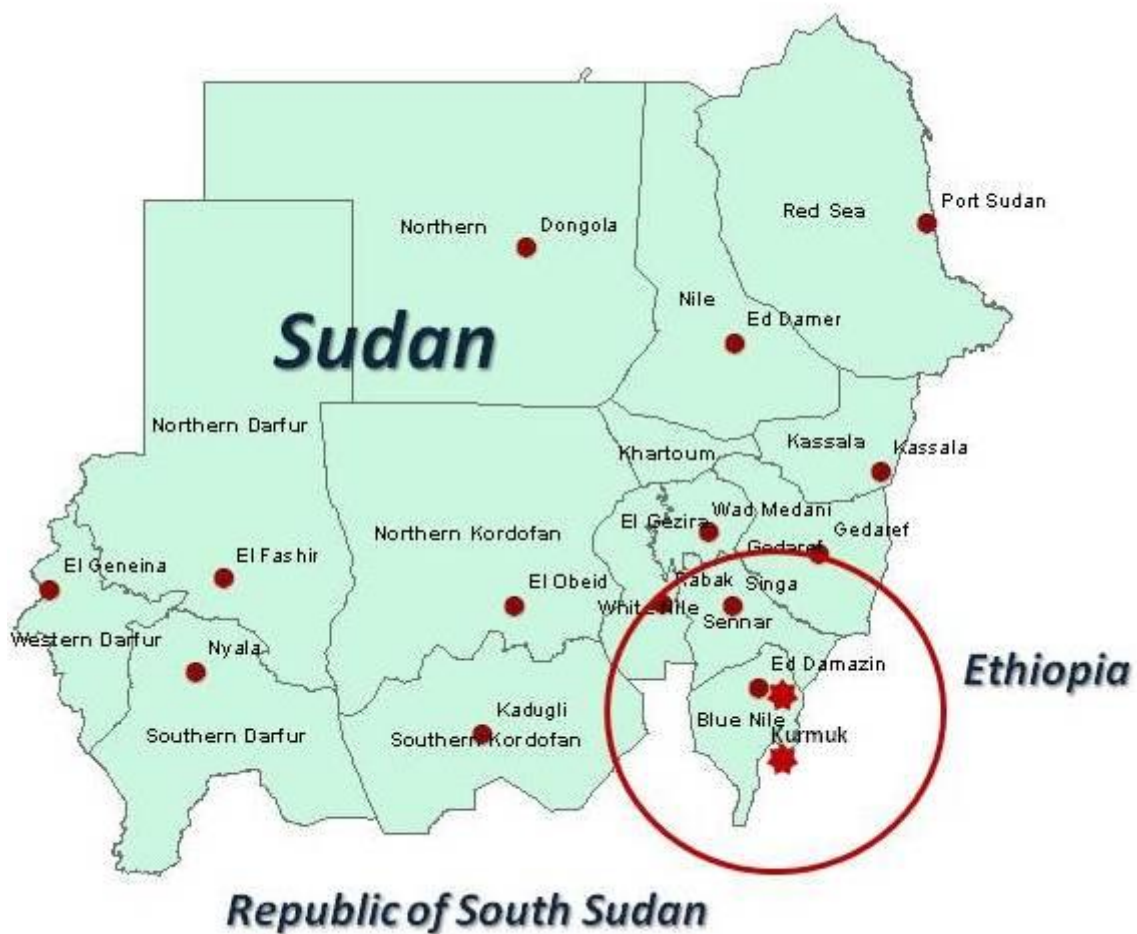 Port Sudan
Red Sea
Northern
Dongola
Nile
Ed Damer
Sudan
Northern Darfur
Kassala
Kassala
Khartoum
Wad Medani
El Gezira
Gedaref
Northern Kordofan
Gedaref
El Fashir
El Geneina
El Obeid
Rabak
Singa
White Nile
Sennar
Western Darfur
Nyala
Ed Damazin
Ethiopia
Kadugli
Blue Nile
Southern Darfur
Southern Kordofan
Kurmuk
Republic of South Sudan